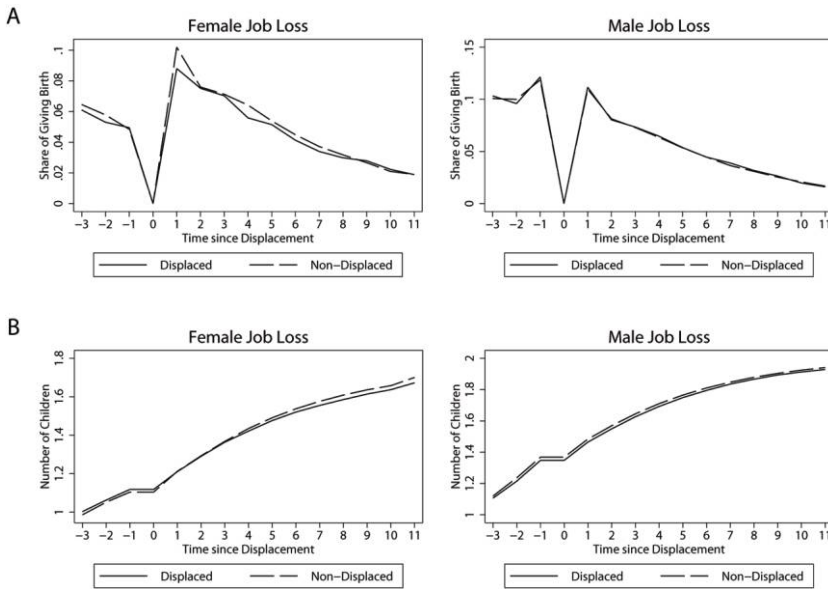 A
Female Job Loss
Share of Giving Birth
.1
.08
.06
.04
.02
0
−3 −2 −1 0 1 2 3 4 5 6 7 8 9 10 11
Time since Displacement
Displaced Non−Displaced
Male Job Loss
Share of Giving Birth
.15
.1
.05
0
−3 −2 −1 0 1 2 3 4 5 6 7 8 9 10 11
Time since Displacement
Displaced Non−Displaced
B
Female Job Loss
Number of Children
1.8
1.6
1.4
1.2
1
−3 −2 −1 0 1 2 3 4 5 6 7 8 9 10 11
Time since Displacement
Displaced Non−Displaced
Male Job Loss
Number of Children
2
1.8
1.6
1.4
1.2
1
−3 −2 −1 0 1 2 3 4 5 6 7 8 9 10 11
Time since Displacement
Displaced Non−Displaced